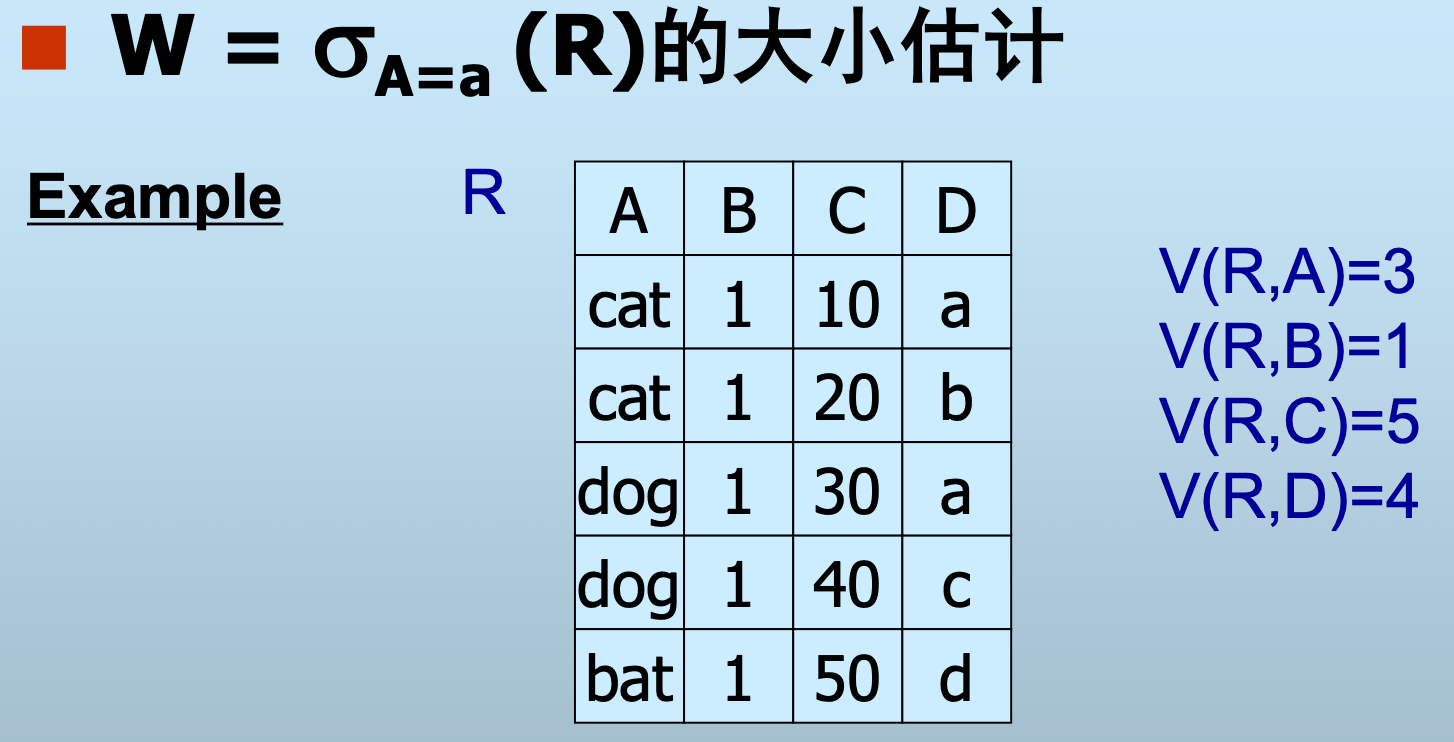 W = σA=a (R)的大小估计
Example R
A B C D
cat 1 10 a
cat 1 20 b
dog 1 30 a
dog 1 40 c
bat 1 50 d
V(R,A)=3
V(R,B)=1
V(R,C)=5
V(R,D)=4